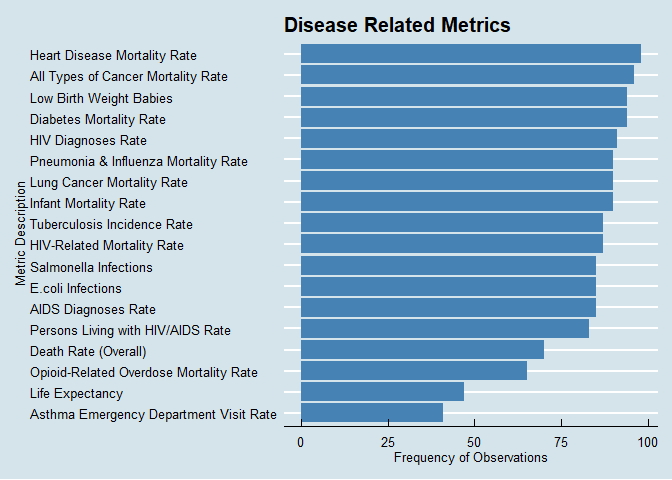 Disease Related Metrics
Metric Description
Heart Disease Mortality Rate
All Types of Cancer Mortality Rate
Low Birth Weight Babies
Diabetes Mortality Rate
HIV Diagnoses Rate
Pneumonia & Influenza Mortality Rate
Lung Cancer Mortality Rate
Infant Mortality Rate
Tuberculosis Incidence Rate
HIV-Related Mortality Rate
Salmonella Infections
E.coli Infections
AIDS Diagnoses Rate
Persons Living with HIV/AIDS Rate
Death Rate (Overall)
Opioid-Related Overdose Mortality Rate
Life Expectancy
Asthma Emergency Department Visit Rate
0 25 50 75 100
Frequency of Observations